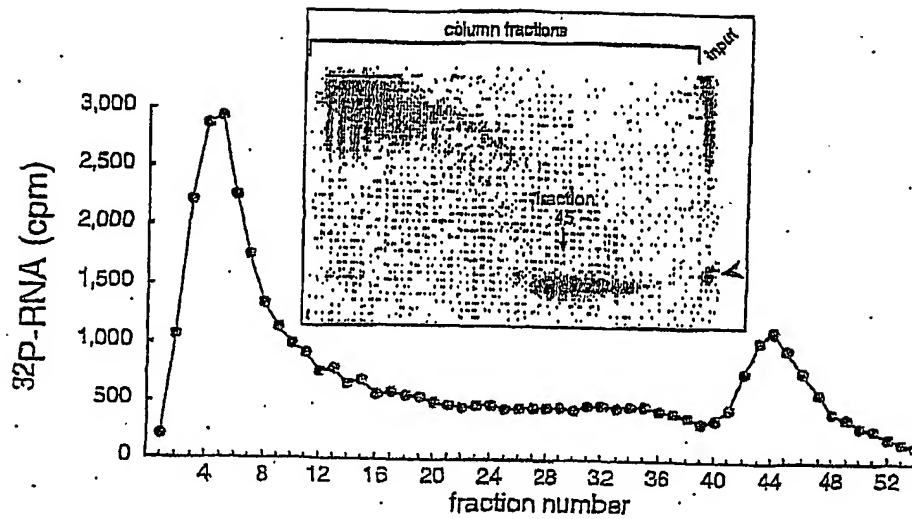 column fractions
input
3,000
2,500
2,000
1,500
1,000
500
0
fraction
45
32P-RNA (cpm)
4 8 12 16 20 24 28 32 36 40 44 48 52
fraction number